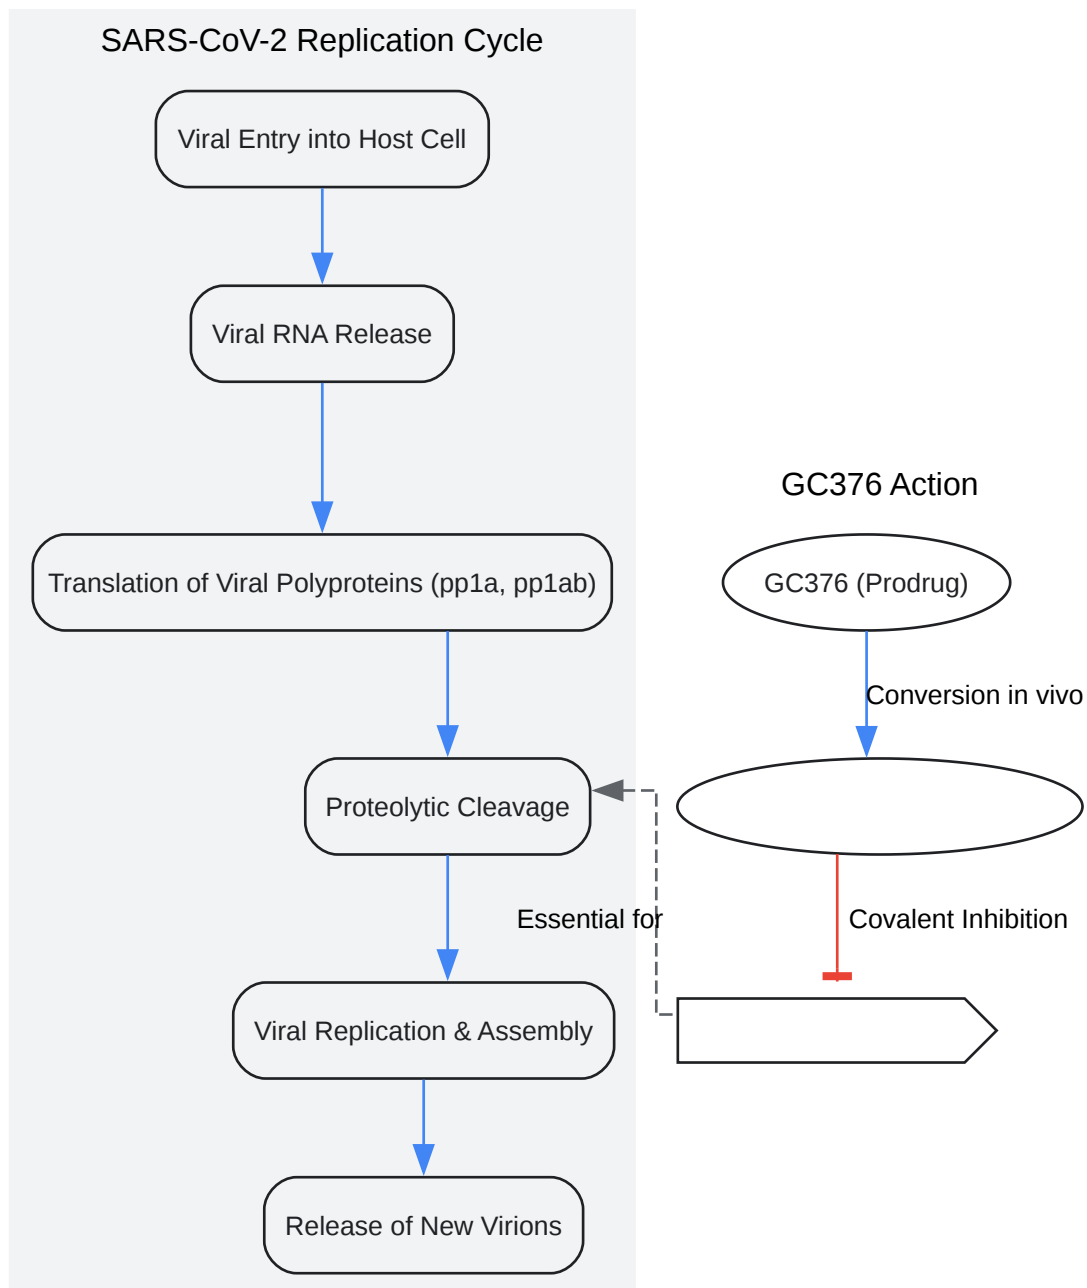 SARS-CoV-2 Replication Cycle
Viral Entry into Host Cell
Viral RNA Release
Translation of Viral Polyproteins (pp1a, pp1ab)
Proteolytic Cleavage
Essential for
Viral Replication & Assembly
Release of New Virions
GC376 Action
GC376 (Prodrug)
Conversion in vivo
Covalent Inhibition